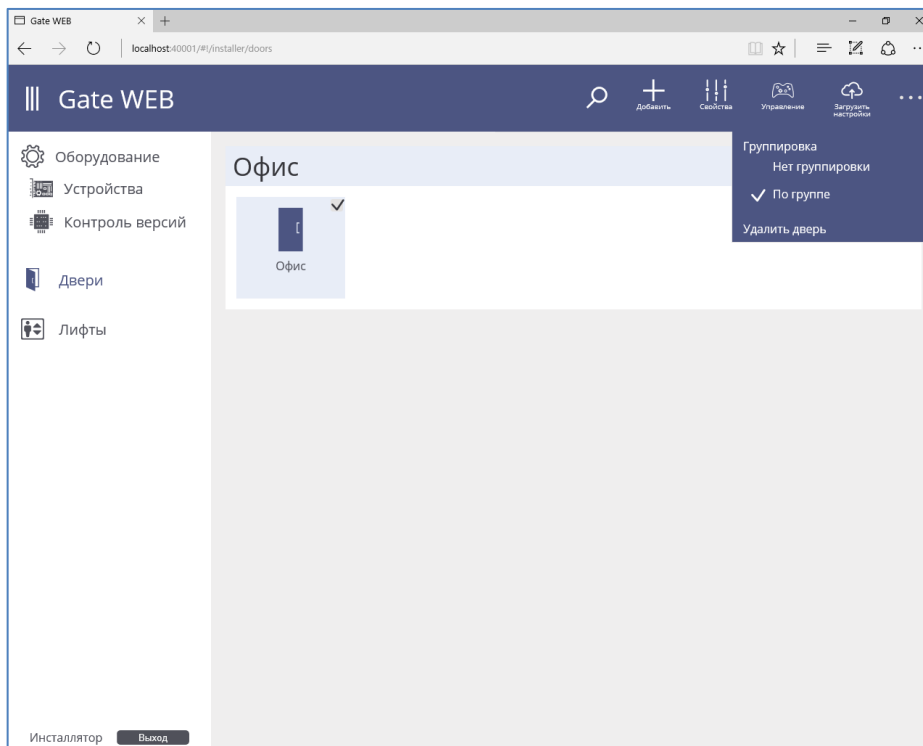 Gate WEB
localhost:40001/#!/installer/doors
Gate WEB
Добавить
Свойства
Управление
Загрузить
настройки
Группировка
Нет группировки
По группе
Удалить дверь
Оборудование
Устройства
Контроль версий
Двери
Лифты
Офис
Офис
Инсталлятор
Выход